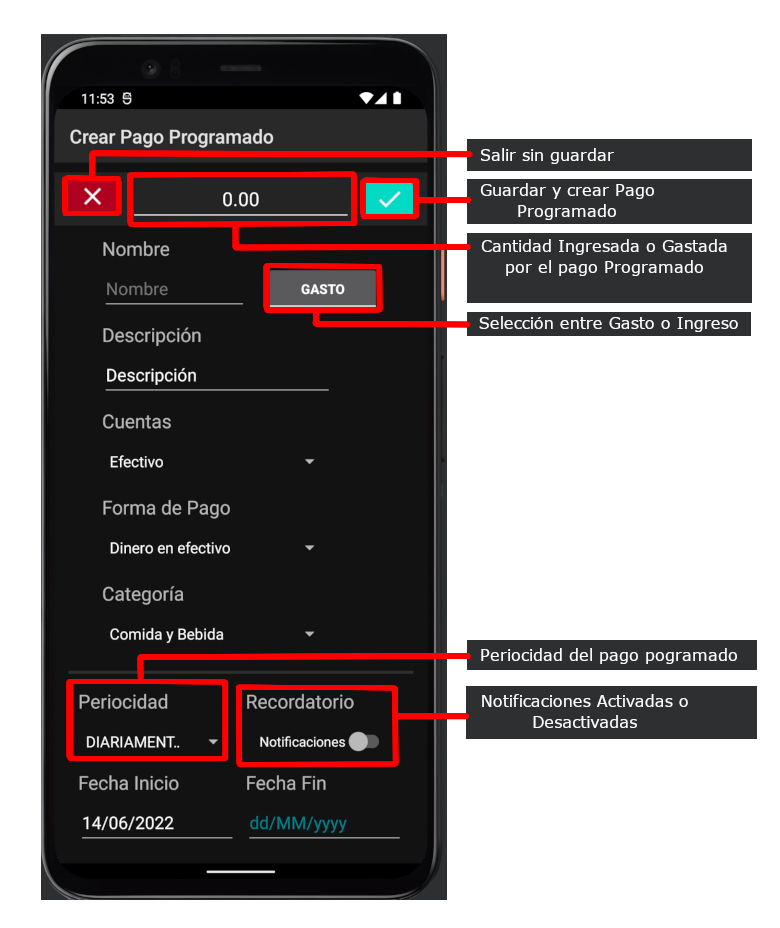 11:53
Crear Pago Programado
Salir sin guardar
0.00
Guardar y crear Pago
Programado
Cantidad Ingresada o Gastada
por el pago Programado
Nombre
Nombre
GASTO
Selección entre Gasto o Ingreso
Descripción
Descripción
Cuentas
Efectivo
Forma de Pago
Dinero en efectivo
Categoría
Comida y Bebida
Periocidad del pago pogramado
Periocidad
Recordatorio
Notificaciones Activadas o
Desactivadas
DIARIAMENT..
Notificaciones
Fecha Inicio
Fecha Fin
14/06/2022
dd/MM/yyyy